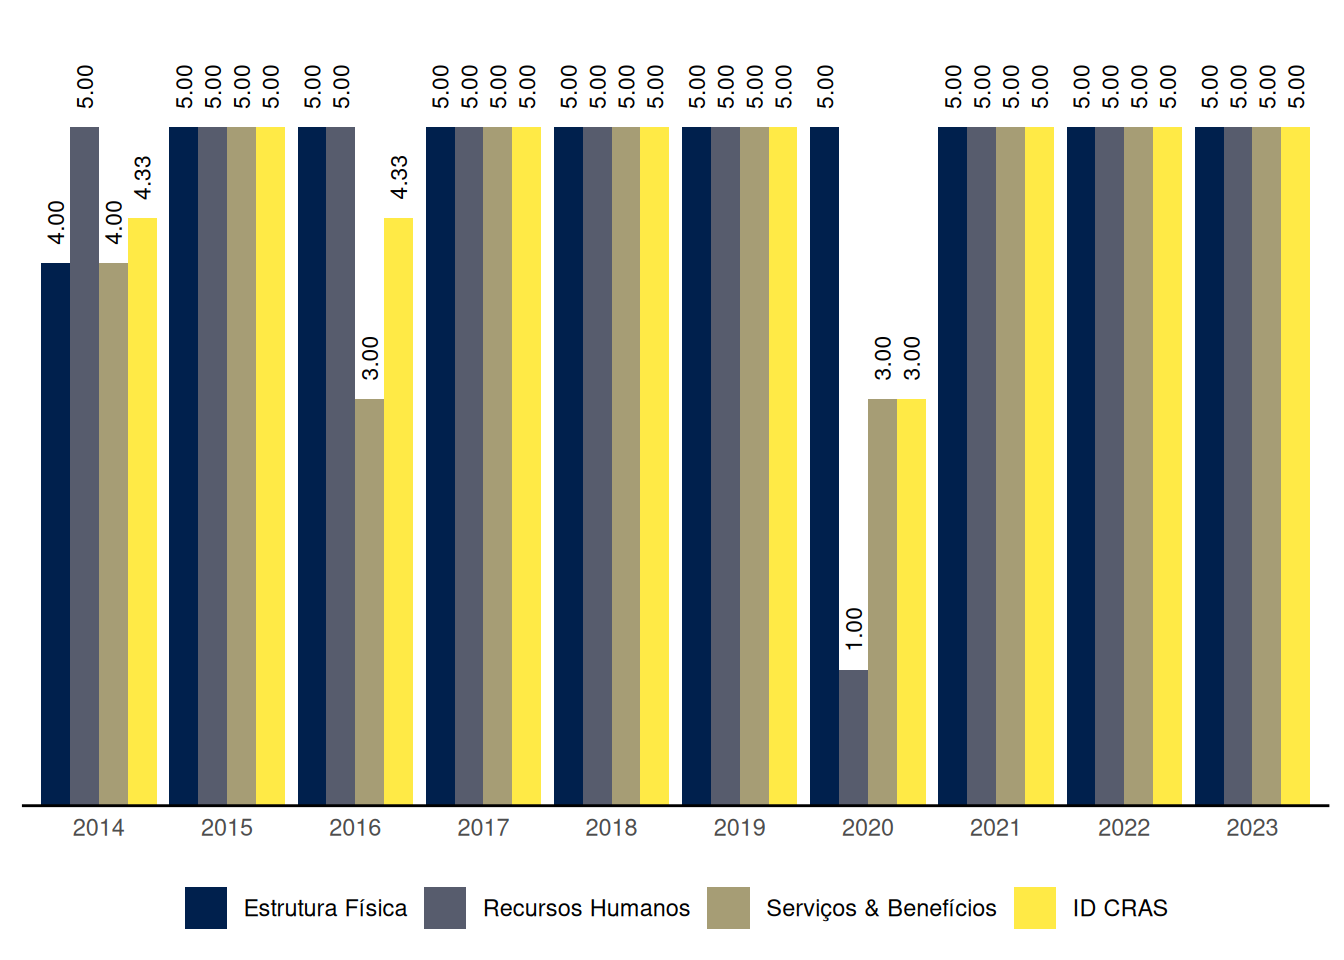 5.00 5.00 5.00 5.00 5.00 5.00 5.00 5.00 5.00 5.00 5.00 5.00 5.00 5.00 5.00 5.00 5.00 5.00 5.00 5.00 5.00 5.00 5.00 5.00 5.00 5.00 5.00 5.00 5.00 5.00 5.00 5.00
4.33 4.33
4.00 4.00
3.00 3.00 3.00
1.00
2014 2015 2016 2017 2018 2019 2020 2021 2022 2023
Estrutura Física Recursos Humanos Serviços & Benefícios ID CRAS